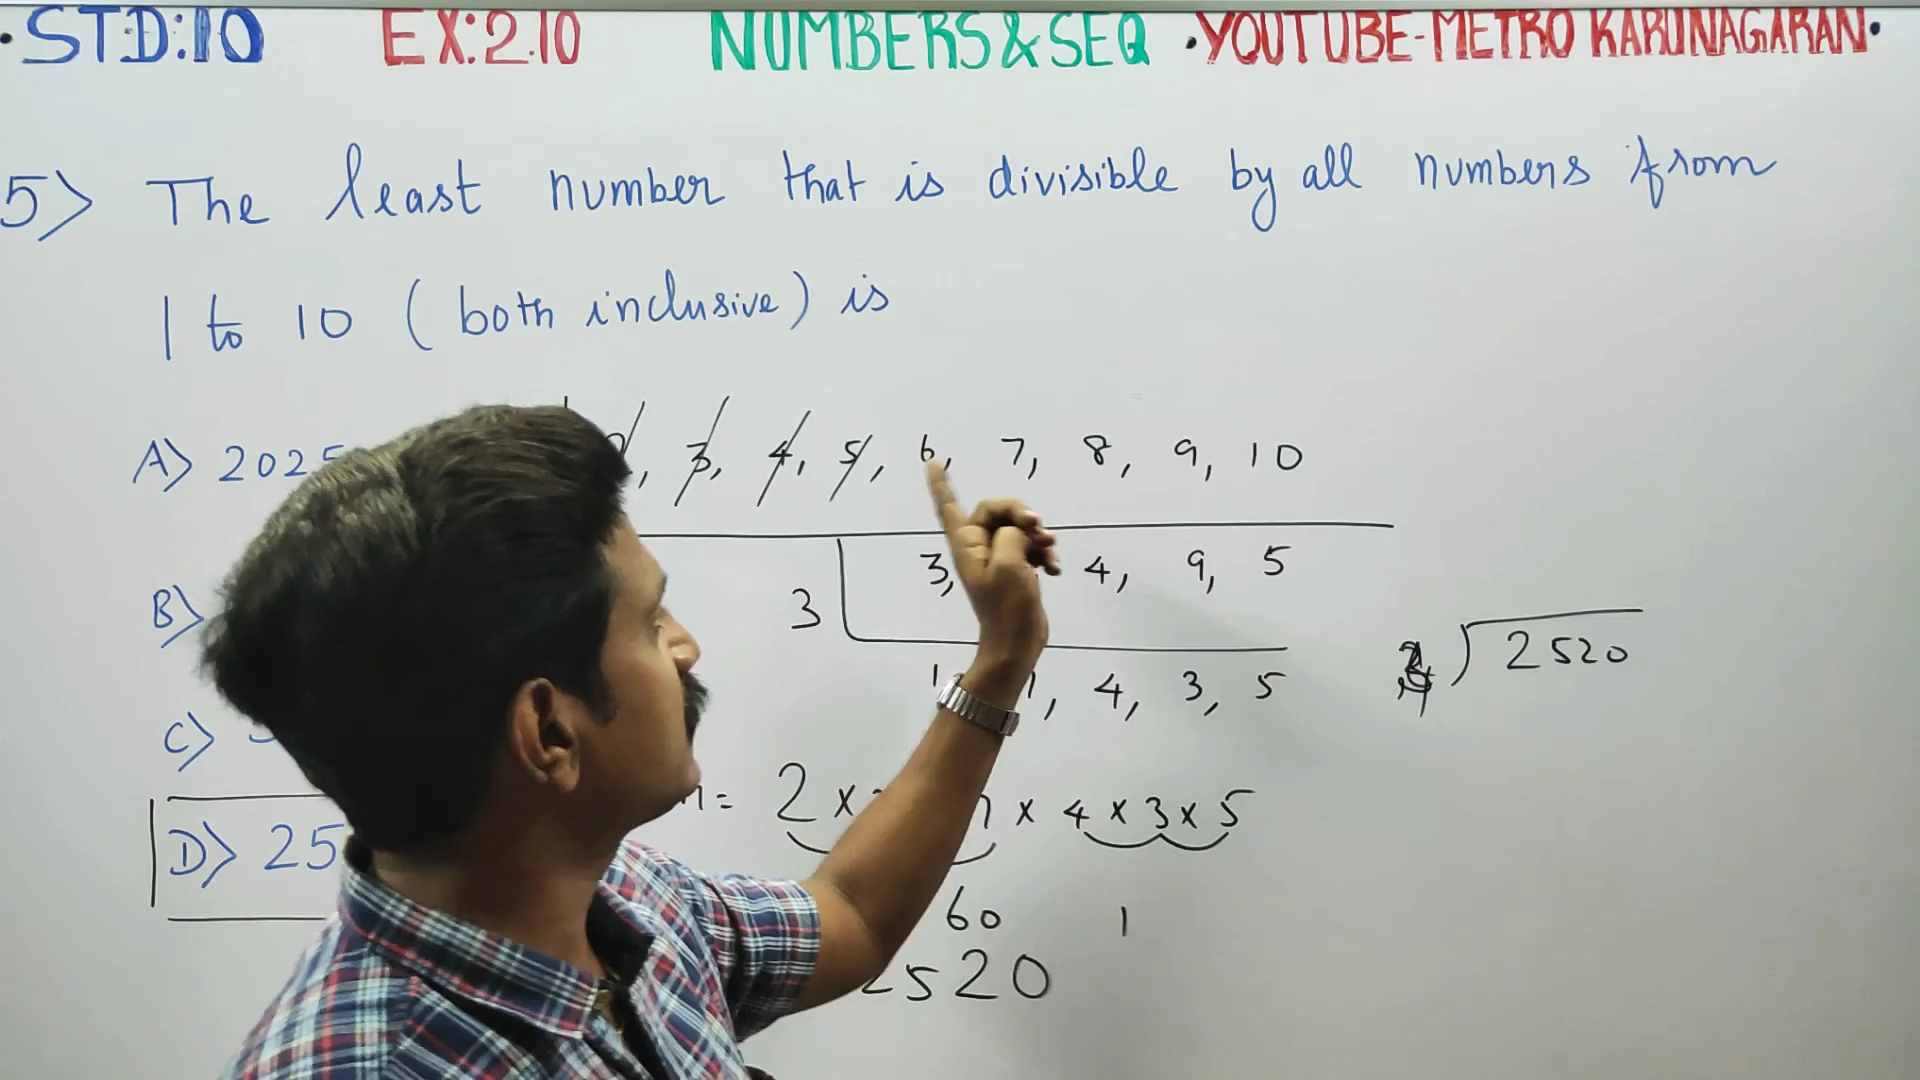 •STD:10 EX:2.10 NUMBERS&SEQ •YOUTUBE-METRO KARUNAGARAN•
5> The least number that is divisible by all numbers from
1 to 10 (both inclusive) is
A> 2025 , 3, 4, 5, 6, 7, 8, 9, 10
3 3, 4, 9, 5
B>
2520
1 , 4, 3, 5
C>
= 2 × × 4 × 3 × 5
D> 25
60 1
2520